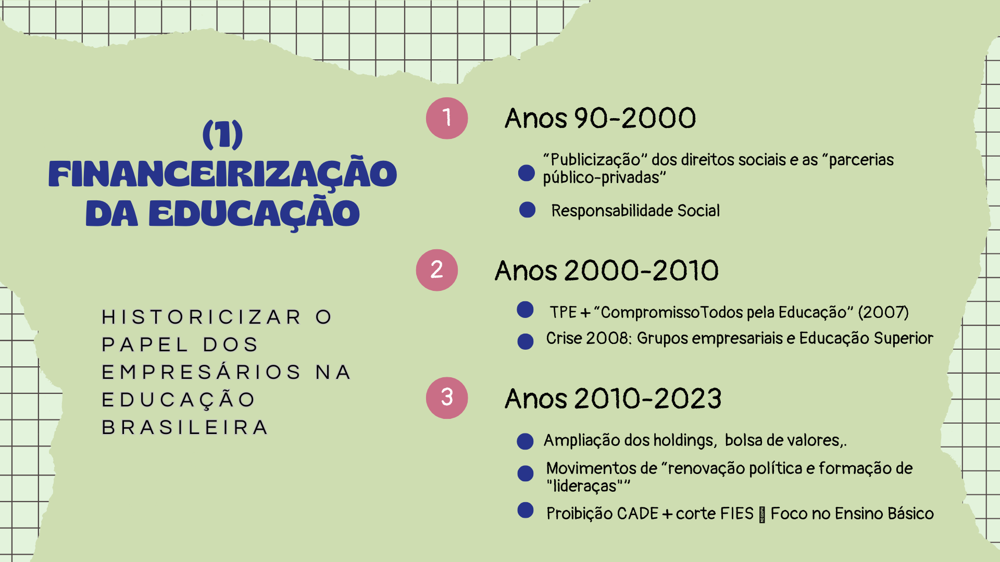 (1)
FINANCEIRIZAÇÃO
DA EDUCAÇÃO
HISTORICIZAR O
PAPEL DOS
EMPRESÁRIOS NA
EDUCAÇÃO
BRASILEIRA
1
Anos 90-2000
“Publicização” dos direitos sociais e as “parcerias
público-privadas”
Responsabilidade Social
2
Anos 2000-2010
TPE + “CompromissoTodos pela Educação” (2007)
Crise 2008: Grupos empresariais e Educação Superior
3
Anos 2010-2023
Ampliação dos holdings, bolsa de valores,.
Movimentos de “renovação política e formação de
"lideraças"”
Proibição CADE + corte FIES Foco no Ensino Básico